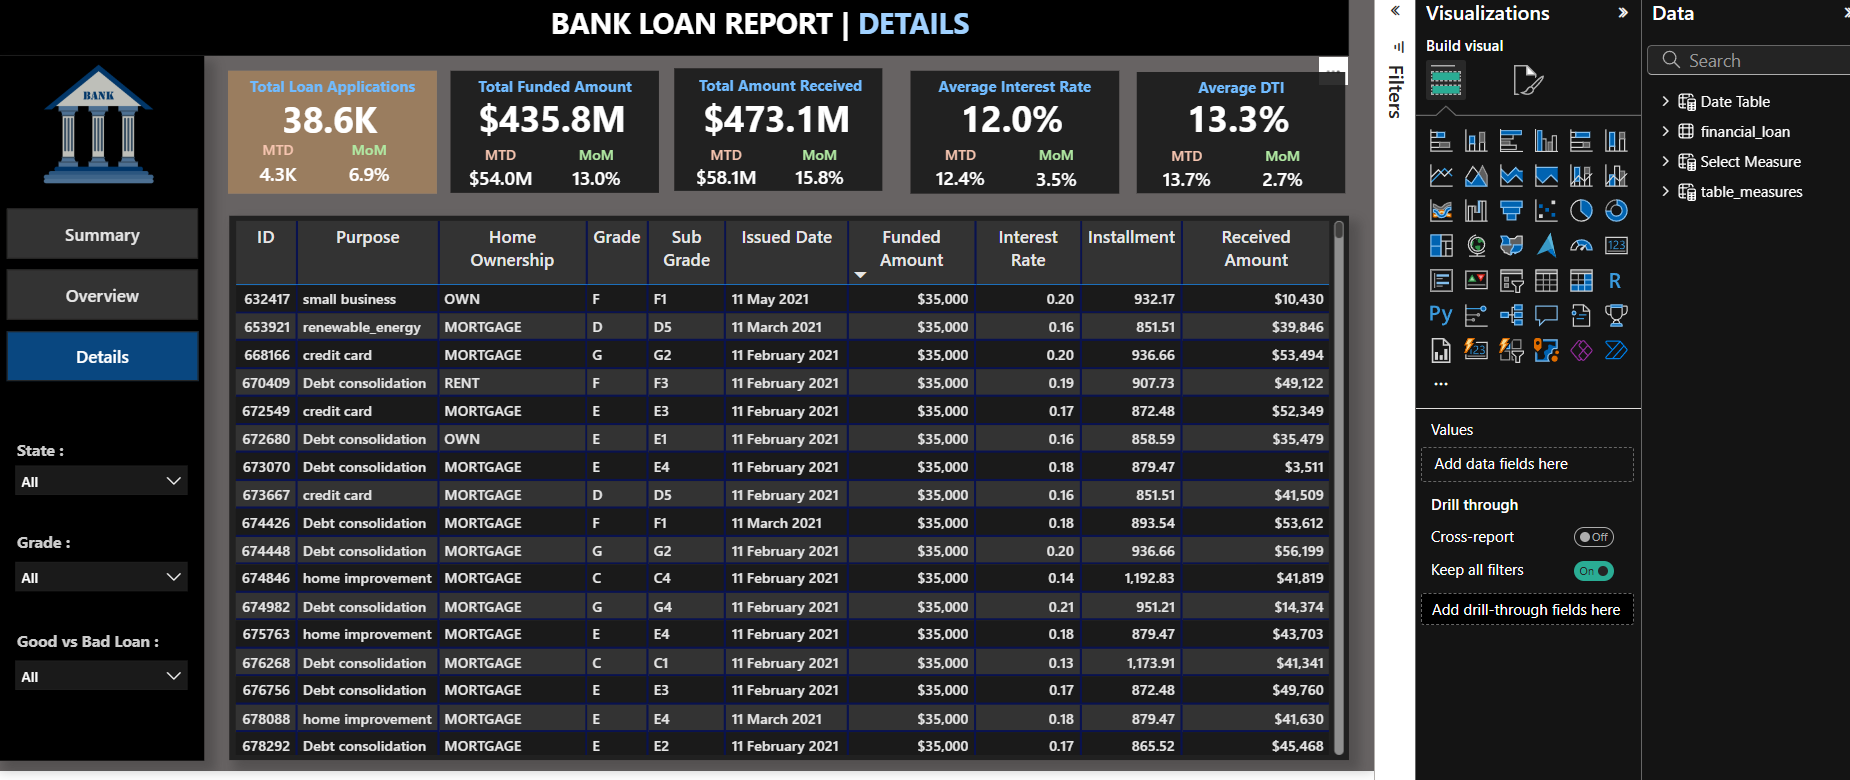 BANK LOAN REPORT | DETAILS
BANK
Summary
Overview
Details
State :
All
Grade :
All
Good vs Bad Loan :
All
Total Loan Applications
38.6K
MTD MoM
4.3K 6.9%
Total Funded Amount
$435.8M
MTD MoM
$54.0M 13.0%
Total Amount Received
$473.1M
MTD MoM
$58.1M 15.8%
Average Interest Rate
12.0%
MTD MoM
12.4% 3.5%
Average DTI
13.3%
MTD MoM
13.7% 2.7%
ID Purpose Home Ownership Grade Sub Grade Issued Date Funded Amount Interest Rate Installment Received Amount
632417 small business OWN F F1 11 May 2021 $35,000 0.20 932.17 $10,430
653921 renewable_energy MORTGAGE D D5 11 March 2021 $35,000 0.16 851.51 $39,846
668166 credit card MORTGAGE G G2 11 February 2021 $35,000 0.20 936.66 $53,494
670409 Debt consolidation RENT F F3 11 February 2021 $35,000 0.19 907.73 $49,122
672549 credit card MORTGAGE E E3 11 February 2021 $35,000 0.17 872.48 $52,349
672680 Debt consolidation OWN E E1 11 February 2021 $35,000 0.16 858.59 $35,479
673070 Debt consolidation MORTGAGE E E4 11 February 2021 $35,000 0.18 879.47 $3,511
673667 credit card MORTGAGE D D5 11 February 2021 $35,000 0.16 851.51 $41,509
674426 Debt consolidation MORTGAGE F F1 11 March 2021 $35,000 0.18 893.54 $53,612
674448 Debt consolidation MORTGAGE G G2 11 February 2021 $35,000 0.20 936.66 $56,199
674846 home improvement MORTGAGE C C4 11 February 2021 $35,000 0.14 1,192.83 $41,819
674982 Debt consolidation MORTGAGE G G4 11 February 2021 $35,000 0.21 951.21 $14,374
675763 home improvement MORTGAGE E E4 11 February 2021 $35,000 0.18 879.47 $43,703
676268 Debt consolidation MORTGAGE C C1 11 February 2021 $35,000 0.13 1,173.91 $41,341
676756 Debt consolidation MORTGAGE E E3 11 February 2021 $35,000 0.17 872.48 $49,760
678088 home improvement MORTGAGE E E4 11 March 2021 $35,000 0.18 879.47 $41,630
678292 Debt consolidation MORTGAGE E E2 11 February 2021 $35,000 0.17 865.52 $45,468
Filters
Visualizations
Build visual
123
R
Py
123
Values
Add data fields here
Drill through
Cross-report Off
Keep all filters On
Add drill-through fields here
Data
Search
Date Table
financial_loan
Select Measure
table_measures